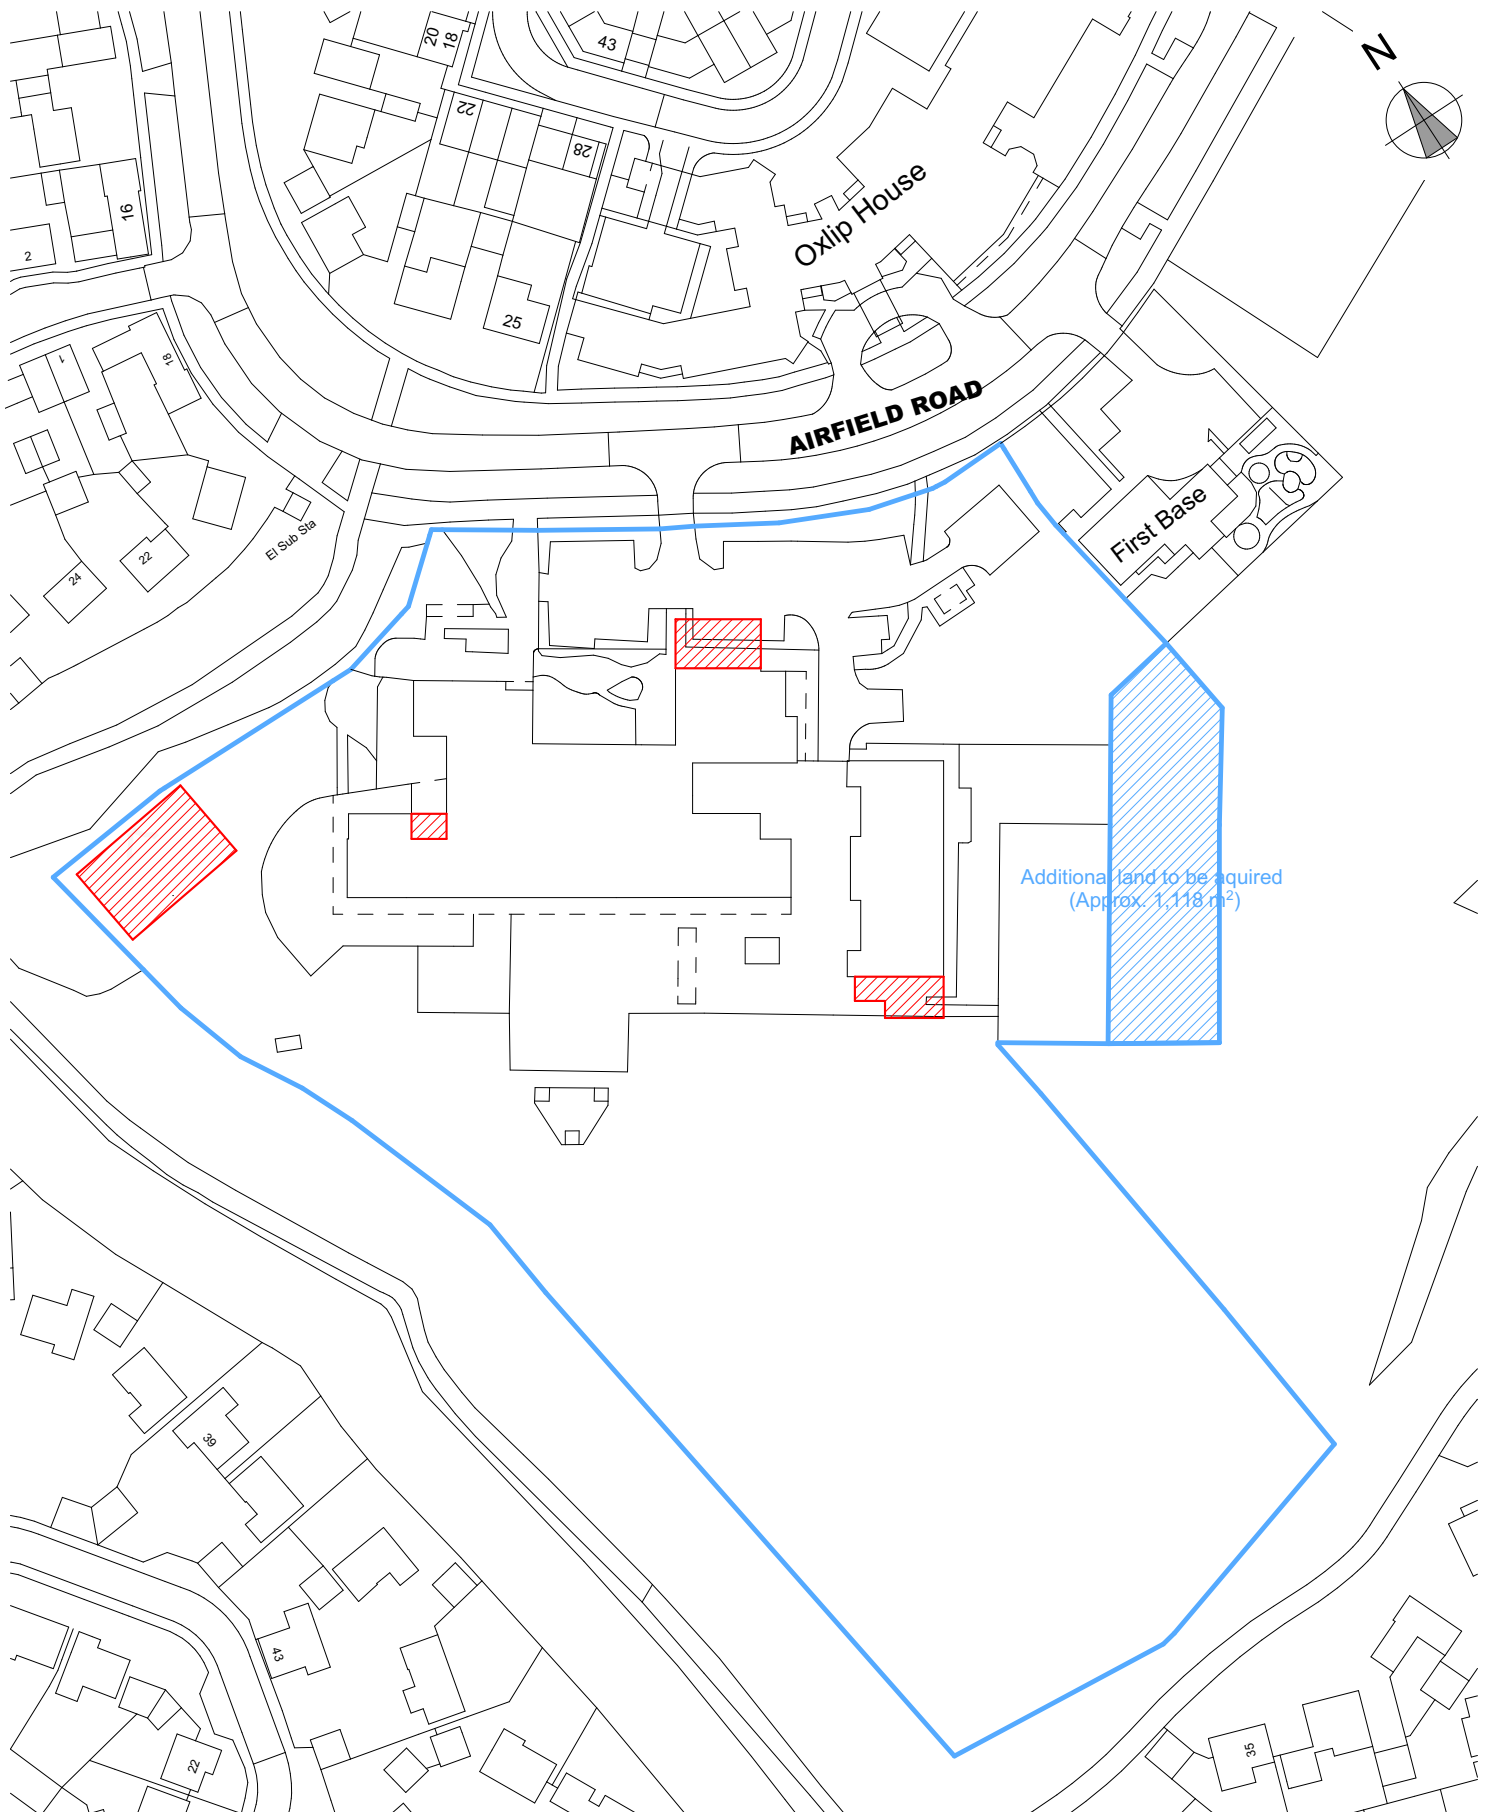 20
18
43
N
22
28
16
2
Oxlip House
25
1
18
AIRFIELD ROAD
First Base
El Sub Sta
22
24
Additional land to be aquired
(Approx. 1,118 m²)
39
43
22
35